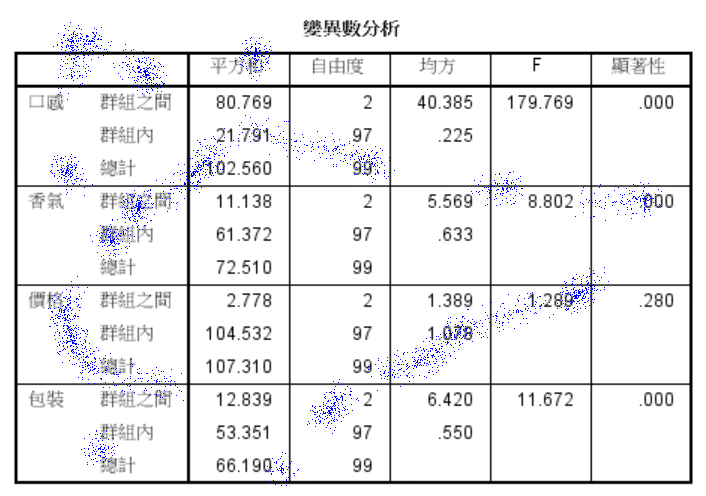 變異數分析
平方和 自由度 均方 F 顯著性
口感 群組之間 80.769 2 40.385 179.769 .000
群組內 21.791 97 .225
總計 102.560 99
香氣 群組之間 11.138 2 5.569 8.802 .000
群組內 61.372 97 .633
總計 72.510 99
價格 群組之間 2.778 2 1.389 1.289 .280
群組內 104.532 97 1.078
總計 107.310 99
包裝 群組之間 12.839 2 6.420 11.672 .000
群組內 53.351 97 .550
總計 66.190 99